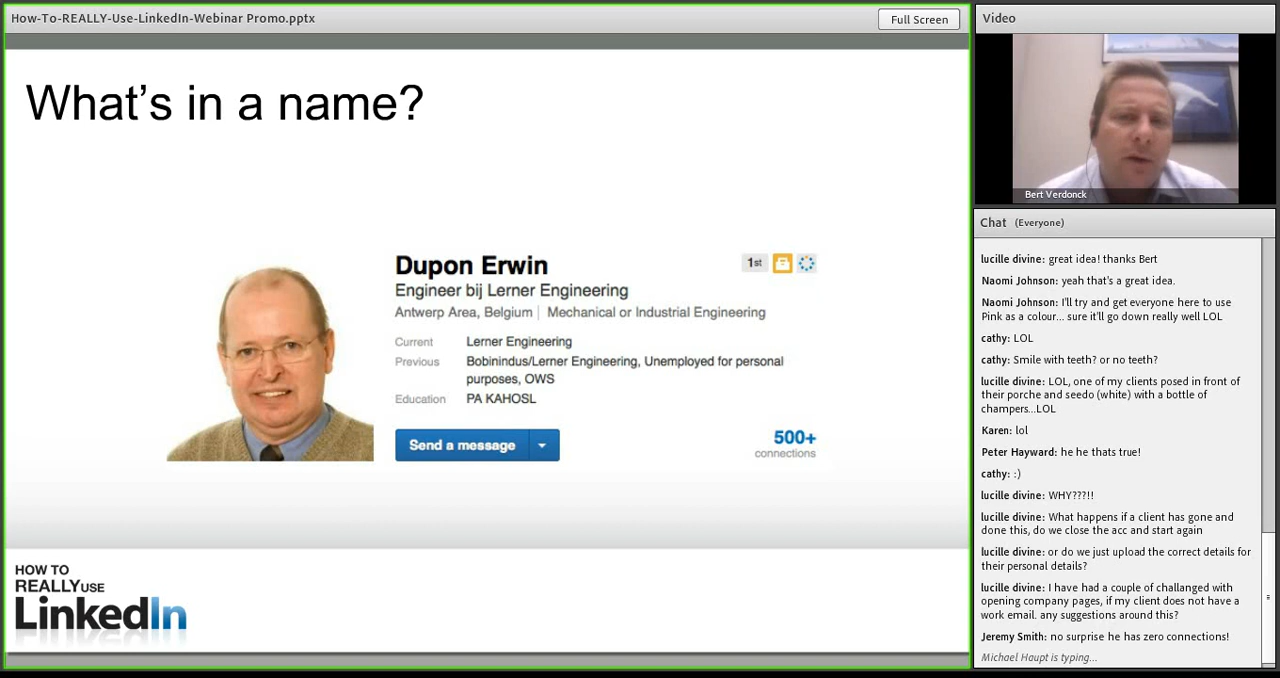 How-To-REALLY-Use-LinkedIn-Webinar Promo.pptx
Full Screen
What's in a name?
Dupon Erwin
1st
Engineer bij Lerner Engineering
Antwerp Area, Belgium | Mechanical or Industrial Engineering
Current Lerner Engineering
Previous Bobinindus/Lerner Engineering, Unemployed for personal
purposes, OWS
Education PA KAHOSL
Send a message
500+
connections
HOW TO
REALLY USE
LinkedIn
Video
Bert Verdonck
Chat (Everyone)
lucille divine: great idea! thanks Bert
Naomi Johnson: yeah that's a great idea.
Naomi Johnson: I'll try and get everyone here to use
Pink as a colour... sure it'll go down really well LOL
cathy: LOL
cathy: Smile with teeth? or no teeth?
lucille divine: LOL, one of my clients posed in front of
their porche and seedo (white) with a bottle of
champers...LOL
Karen: lol
Peter Hayward: he he thats true!
cathy: :)
lucille divine: WHY???!!
lucille divine: What happens if a client has gone and
done this, do we close the acc and start again
lucille divine: or do we just upload the correct details for
their personal details?
lucille divine: I have had a couple of challanged with
opening company pages, if my client does not have a
work email. any suggestions around this?
Jeremy Smith: no surprise he has zero connections!
Michael Haupt is typing...